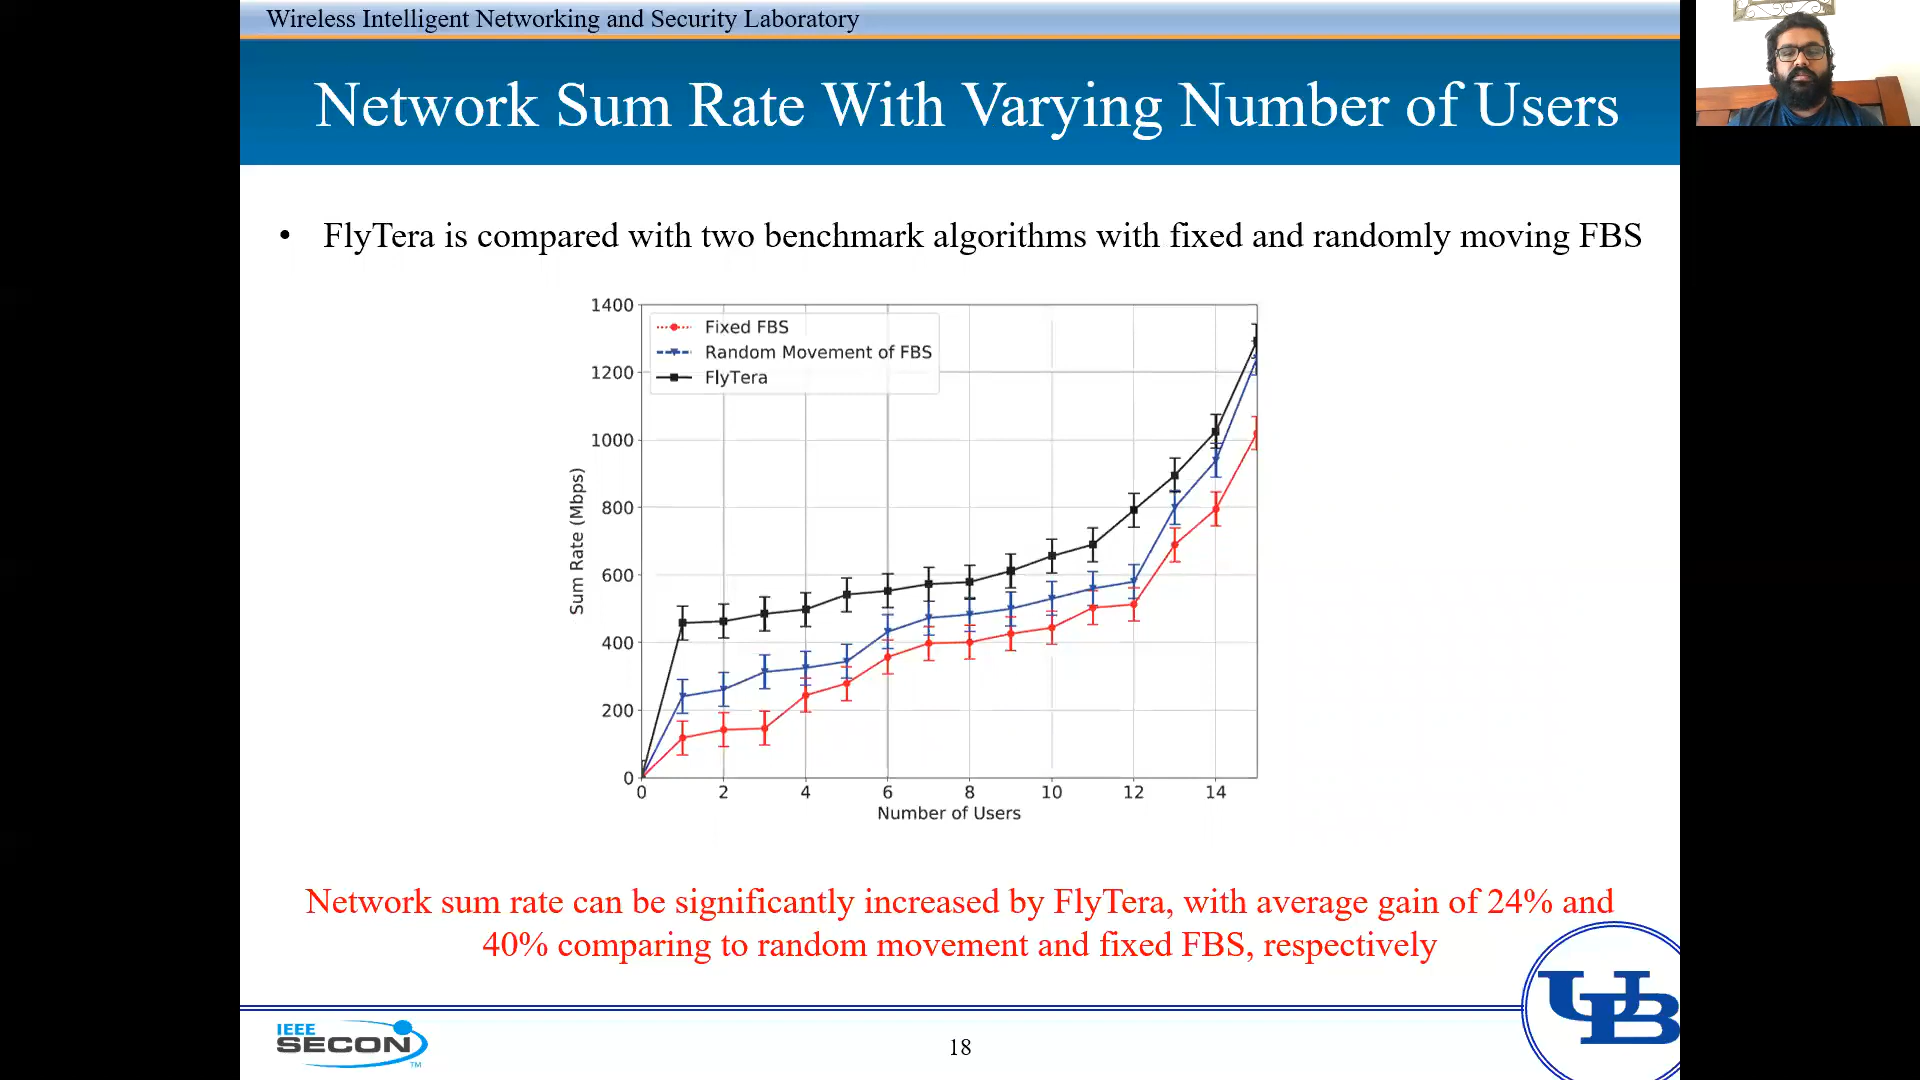 Wireless Intelligent Networking and Security Laboratory
Network Sum Rate With Varying Number of Users
• FlyTera is compared with two benchmark algorithms with fixed and randomly moving FBS
1400
1200
1000
800
600
400
200
0
Sum Rate (Mbps)
Fixed FBS
Random Movement of FBS
FlyTera
0 2 4 6 8 10 12 14
Number of Users
Network sum rate can be significantly increased by FlyTera, with average gain of 24% and
40% comparing to random movement and fixed FBS, respectively
IEEE
SECON
TM
18
UB